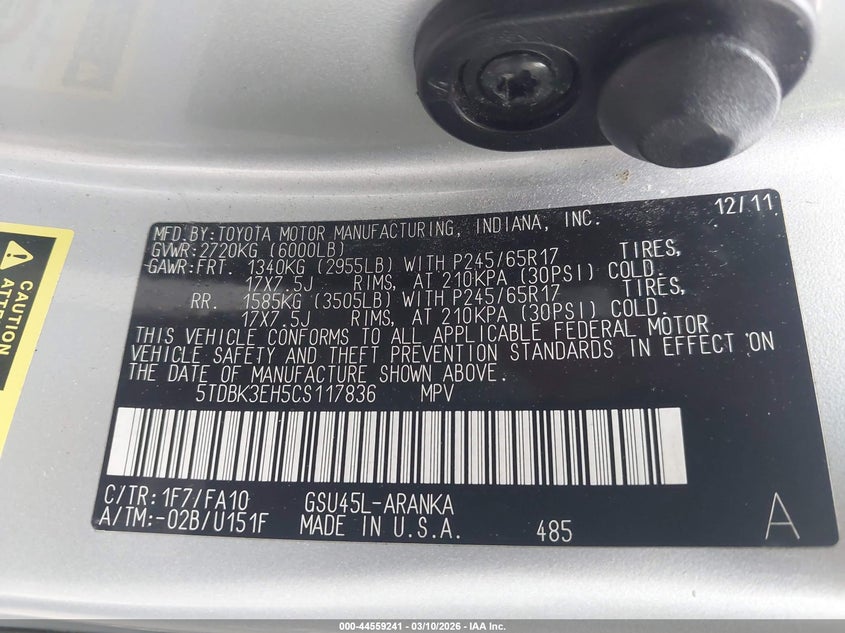 12/11
MFD.BY:TOYOTA MOTOR MANUFACTURING, INDIANA, INC.
GVWR:2720KG (6000LB)
GAWR:FRT. 1340KG (2955LB) WITH P245/65R17 TIRES,
17X7.5J RIMS, AT 210KPA (30PSI) COLD.
RR. 1585KG (3505LB) WITH P245/65R17 TIRES,
17X7.5J RIMS, AT 210KPA (30PSI) COLD.
THIS VEHICLE CONFORMS TO ALL APPLICABLE FEDERAL MOTOR
VEHICLE SAFETY AND THEFT PREVENTION STANDARDS IN EFFECT ON
THE DATE OF MANUFACTURE SHOWN ABOVE.
5TDBK3EH5CS117836 MPV
C/TR:1F7/FA10 GSU45L-ARANKA
A/TM:-02B/U151F MADE IN U.S.A. 485 A
CAUTION
000-44559241 | 03/10/2026 | IAA Inc.